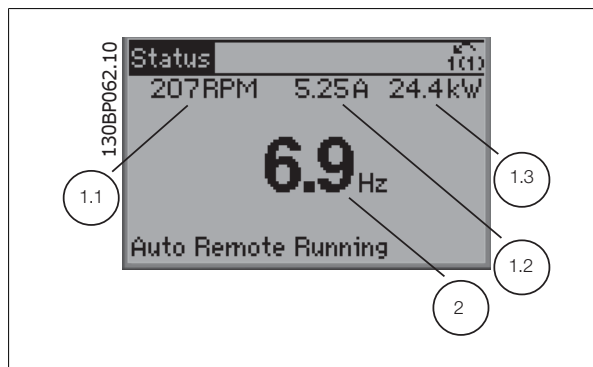 130BP062.10
Status 1(1)
207RPM 5.25A 24.4kW
6.9Hz
Auto Remote Running
1.1
1.3
1.2
2